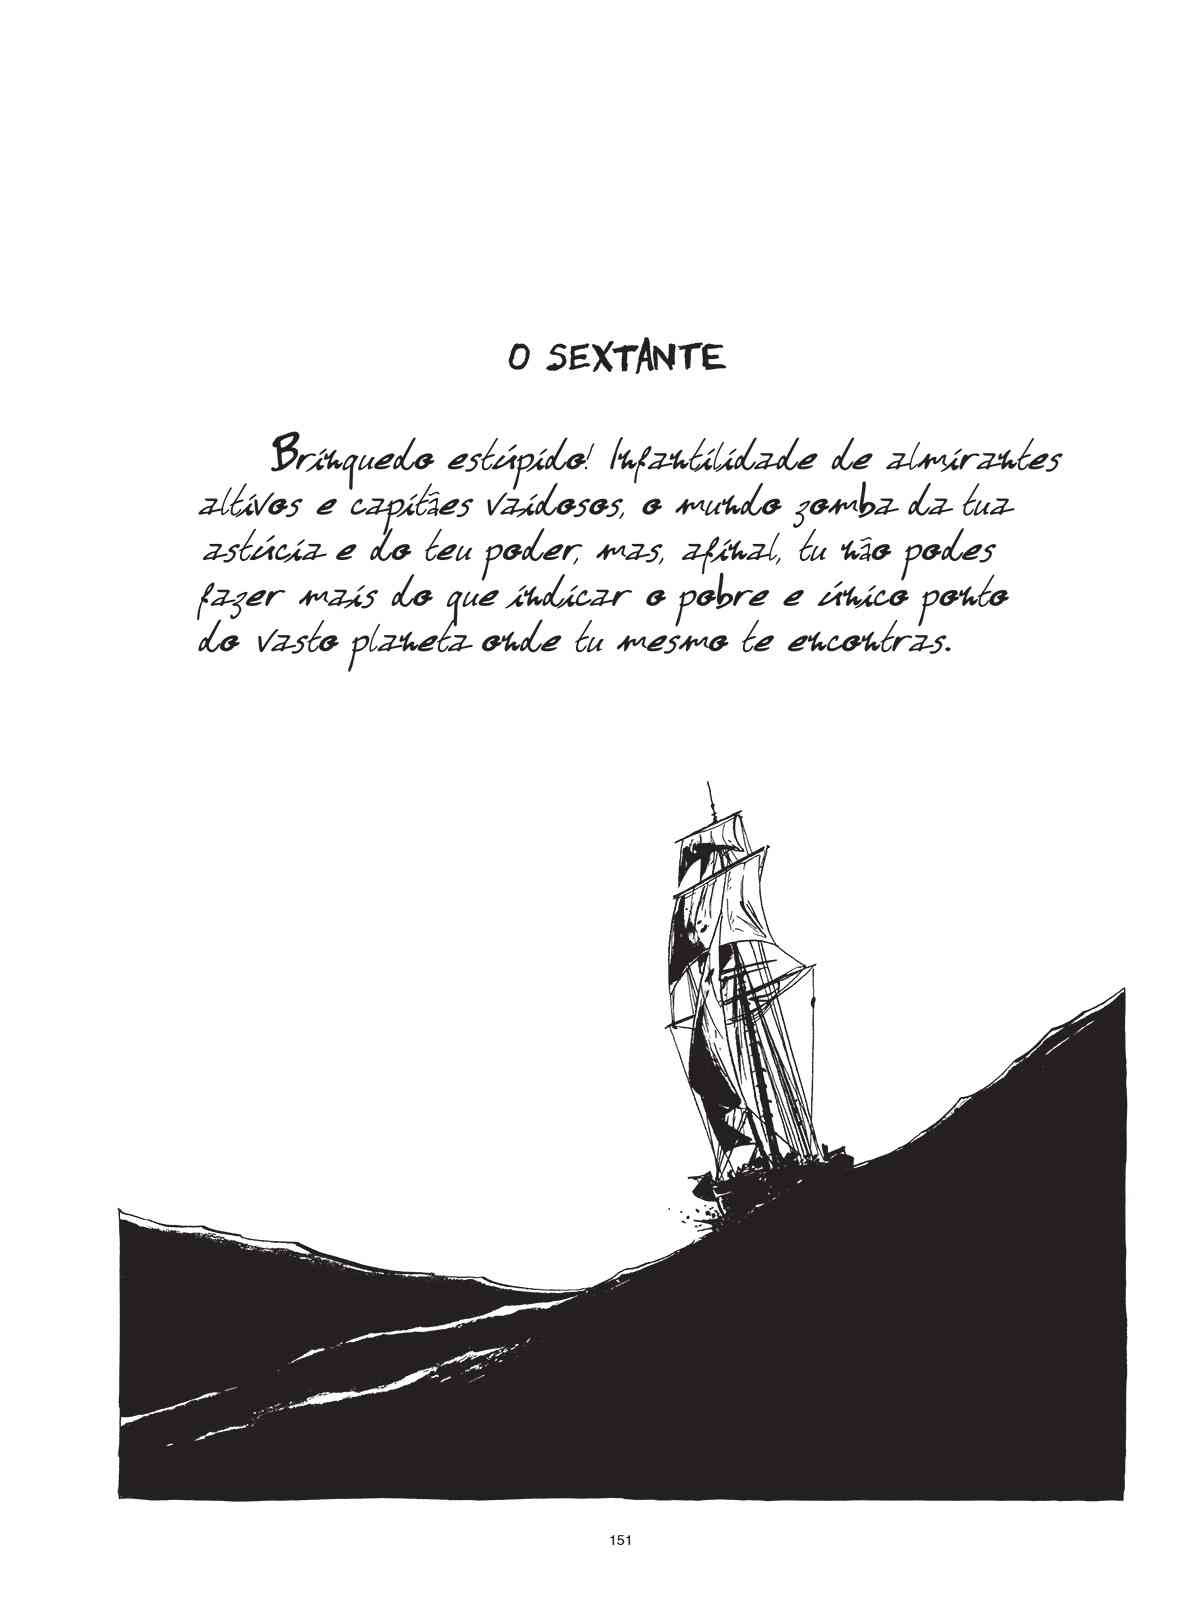 O SEXTANTE
Brinquedo estúpido! Infantilidade de almirantes
altivos e capitães vaidosos, o mundo zomba da tua
astúcia e do teu poder, mas, afinal, tu não podes
fazer mais do que indicar o pobre e único ponto
do vasto planeta onde tu mesmo te encontras.
151